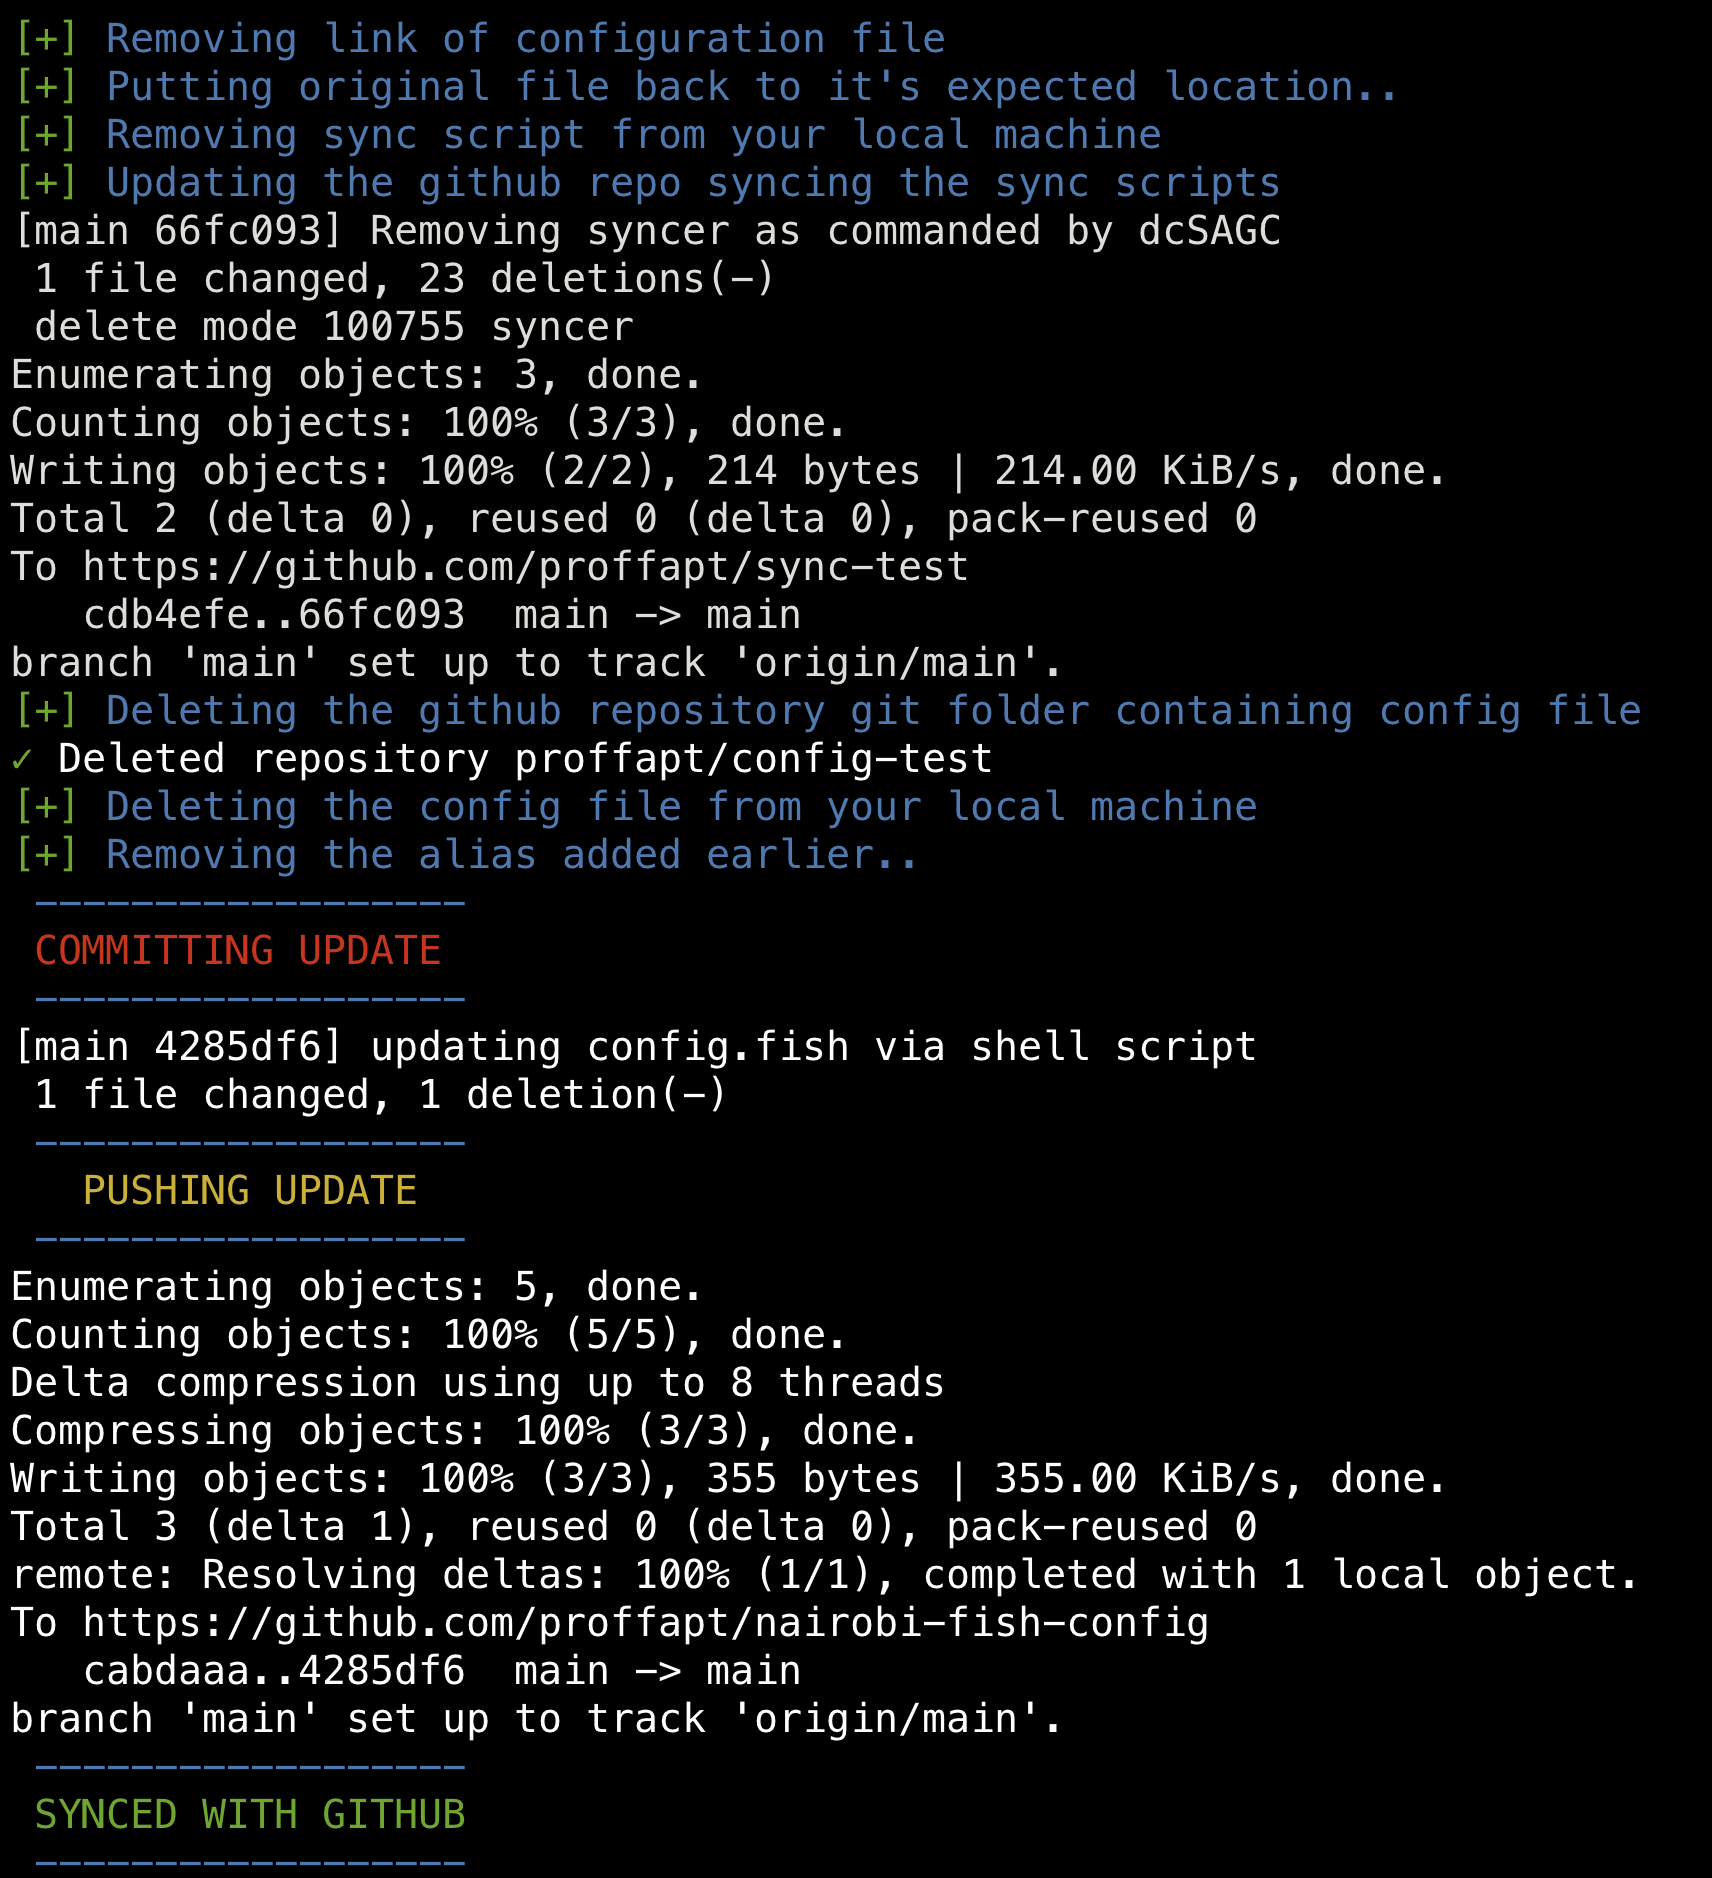 [+] Removing link of configuration file
[+] Putting original file back to it's expected location..
[+] Removing sync script from your local machine
[+] Updating the github repo syncing the sync scripts
[main 66fc093] Removing syncer as commanded by dcSAGC
 1 file changed, 23 deletions(-)
 delete mode 100755 syncer
Enumerating objects: 3, done.
Counting objects: 100% (3/3), done.
Writing objects: 100% (2/2), 214 bytes | 214.00 KiB/s, done.
Total 2 (delta 0), reused 0 (delta 0), pack-reused 0
To https://github.com/proffapt/sync-test
   cdb4efe..66fc093  main -> main
branch 'main' set up to track 'origin/main'.
[+] Deleting the github repository git folder containing config file
✓ Deleted repository proffapt/config-test
[+] Deleting the config file from your local machine
[+] Removing the alias added earlier..
 ------------------
 COMMITTING UPDATE
 ------------------
[main 4285df6] updating config.fish via shell script
 1 file changed, 1 deletion(-)
 ------------------
   PUSHING UPDATE
 ------------------
Enumerating objects: 5, done.
Counting objects: 100% (5/5), done.
Delta compression using up to 8 threads
Compressing objects: 100% (3/3), done.
Writing objects: 100% (3/3), 355 bytes | 355.00 KiB/s, done.
Total 3 (delta 1), reused 0 (delta 0), pack-reused 0
remote: Resolving deltas: 100% (1/1), completed with 1 local object.
To https://github.com/proffapt/nairobi-fish-config
   cabdaaa..4285df6  main -> main
branch 'main' set up to track 'origin/main'.
 ------------------
 SYNCED WITH GITHUB
 ------------------